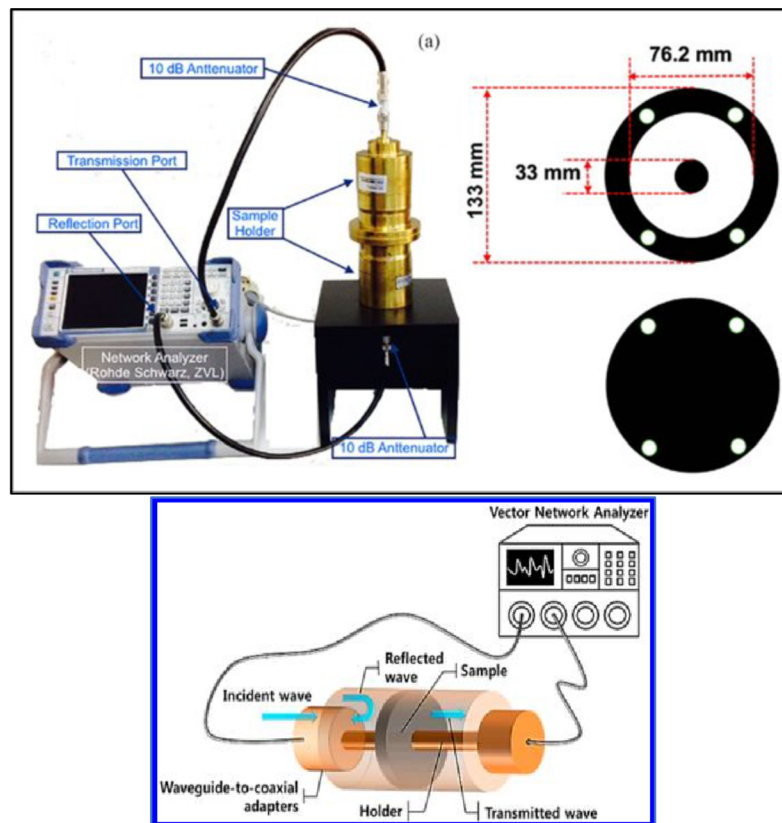 (a)
10 dB Anttenuator
Transmission Port
Reflection Port
Sample
Holder
Network Analyzer
(Rohde Schwarz, ZVL)
10 dB Anttenuator
76.2 mm
133 mm
33 mm
Vector Network Analyzer
Reflected
wave
Sample
Incident wave
Waveguide-to-coaxial
adapters
Holder
Transmitted wave